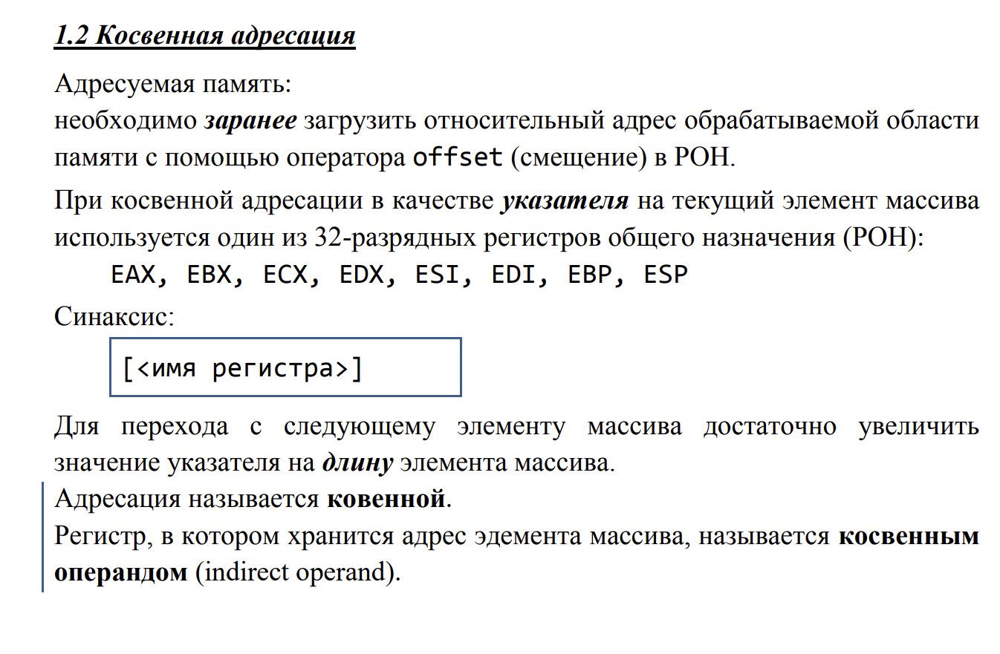 1.2 Косвенная адресация
Адресуемая память:
необходимо заранее загрузить относительный адрес обрабатываемой области
памяти с помощью оператора offset (смещение) в РОН.
При косвенной адресации в качестве указателя на текущий элемент массива
используется один из 32-разрядных регистров общего назначения (РОН):
EAX, EBX, ECX, EDX, ESI, EDI, EBP, ESP
Синаксис:
[<имя регистра>]
Для перехода с следующему элементу массива достаточно увеличить
значение указателя на длину элемента массива.
Адресация называется ковенной.
Регистр, в котором хранится адрес эдемента массива, называется косвенным
операндом (indirect operand).